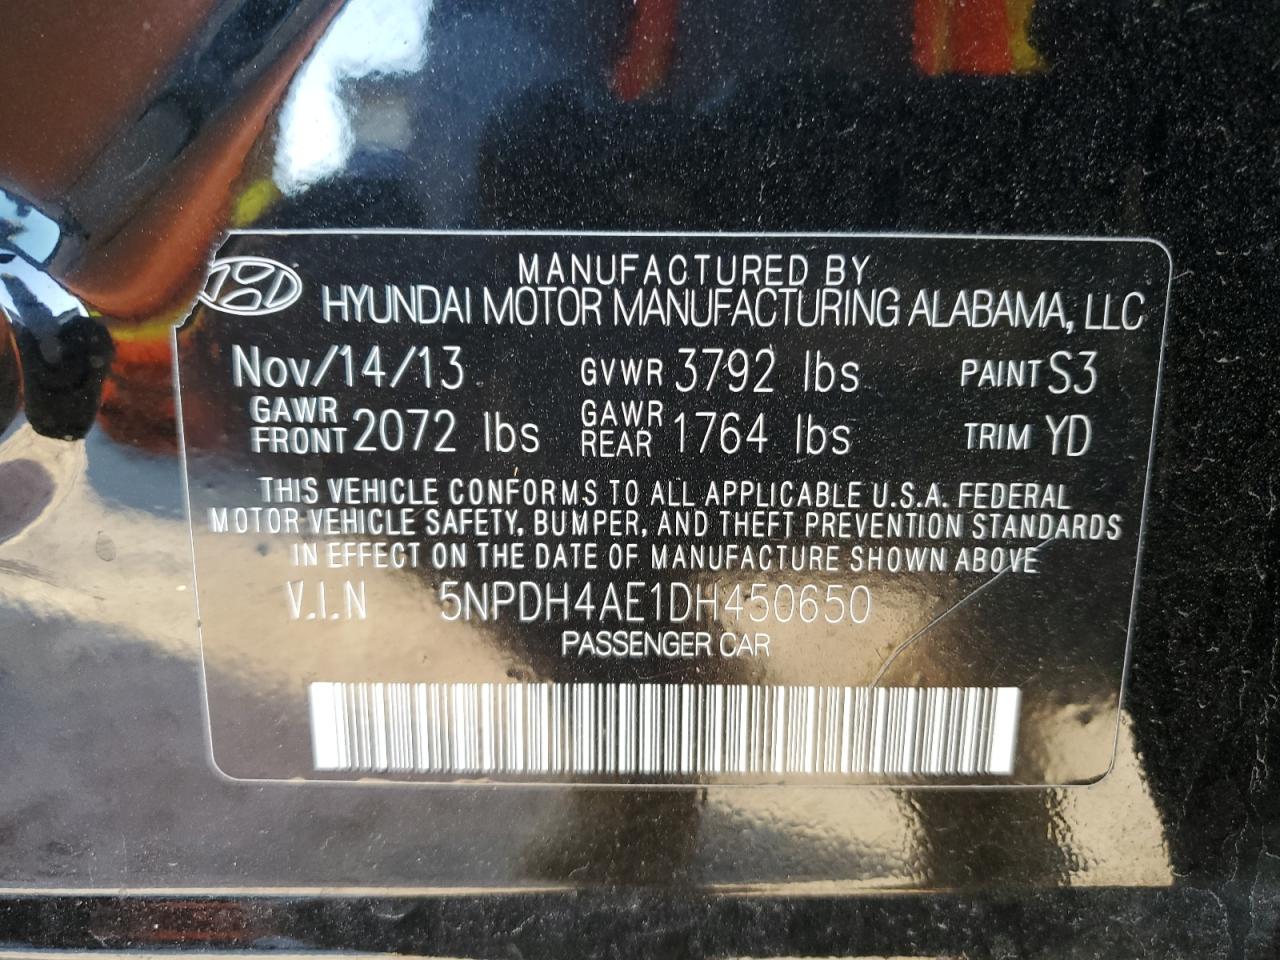 MANUFACTURED BY
HYUNDAI MOTOR MANUFACTURING ALABAMA, LLC
Nov/14/13 GVWR 3792 lbs PAINT S3
GAWR FRONT 2072 lbs GAWR REAR 1764 lbs TRIM YD
THIS VEHICLE CONFORMS TO ALL APPLICABLE U.S.A. FEDERAL
MOTOR VEHICLE SAFETY, BUMPER, AND THEFT PREVENTION STANDARDS
IN EFFECT ON THE DATE OF MANUFACTURE SHOWN ABOVE
V.I.N 5NPDH4AE1DH450650
PASSENGER CAR